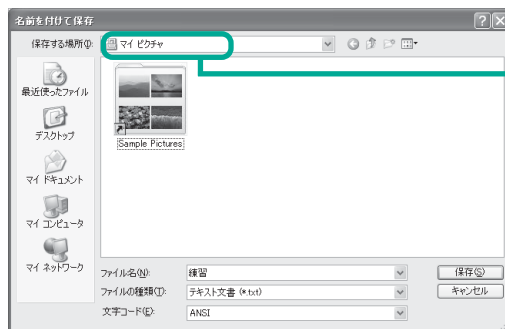 名前を付けて保存
保存する場所(I):
マイ ピクチャ
最近使ったファイル
デスクトップ
マイ ドキュメント
マイ コンピュータ
マイ ネットワーク
Sample Pictures
ファイル名(N):
練習
保存(S)
ファイルの種類(T):
テキスト文書 (*.txt)
キャンセル
文字コード(E):
ANSI